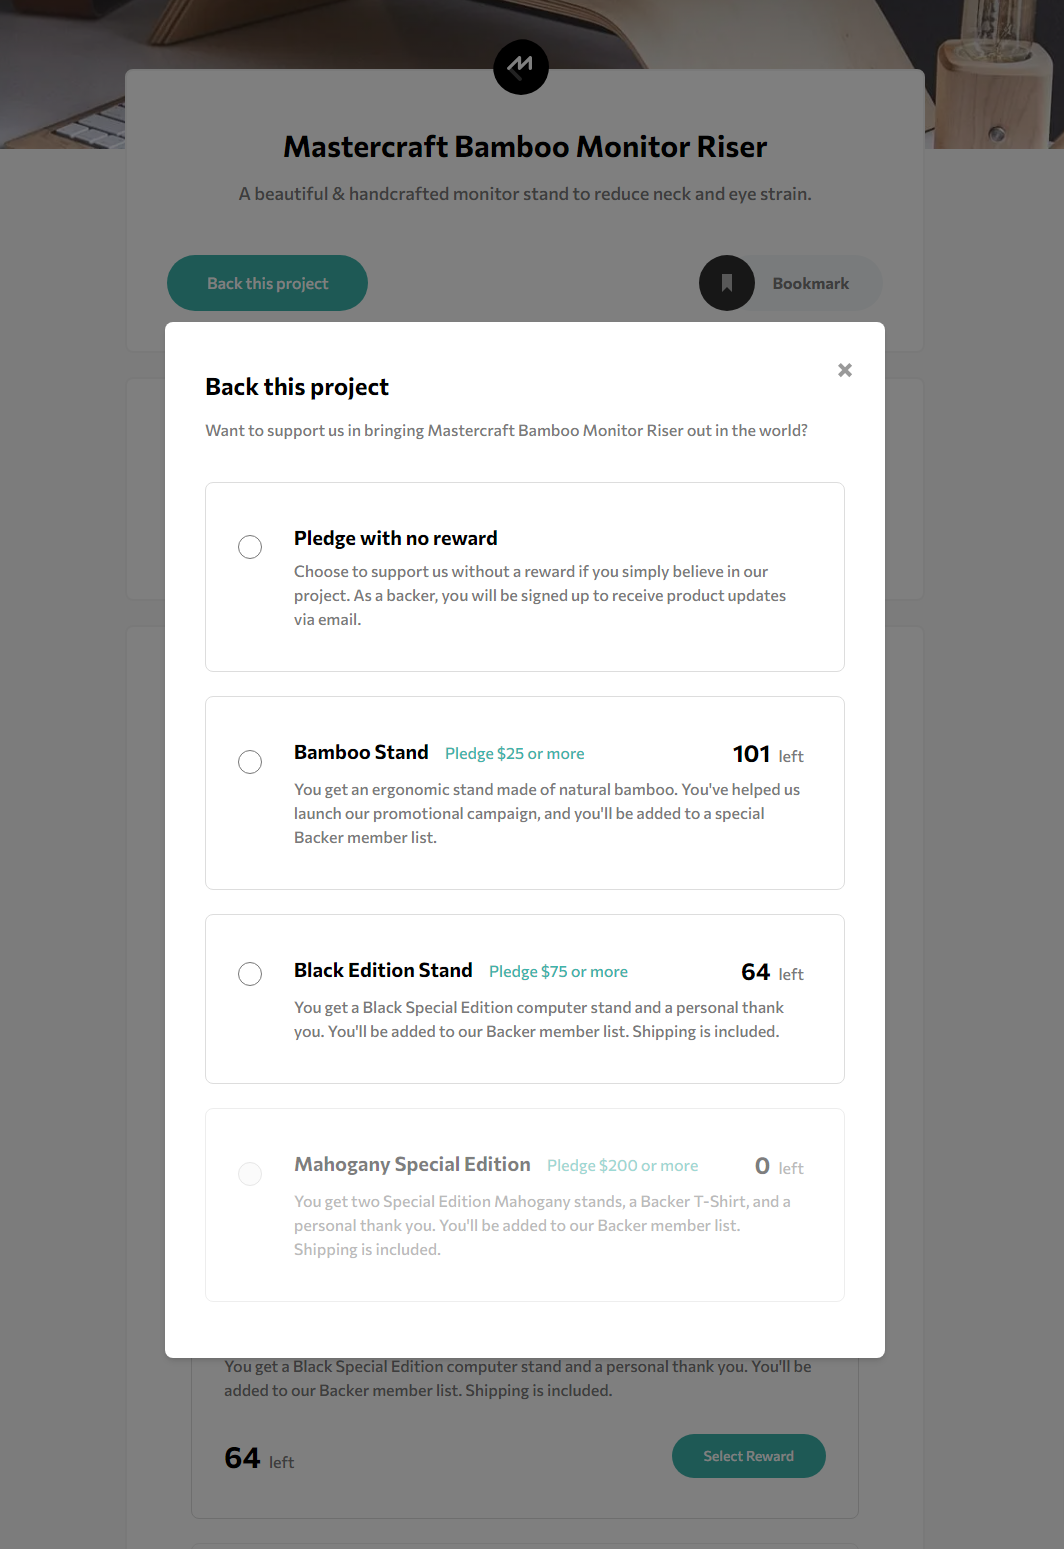 Mastercraft Bamboo Monitor Riser
A beautiful & handcrafted monitor stand to reduce neck and eye strain.
Back this project
Bookmark
Back this project
Want to support us in bringing Mastercraft Bamboo Monitor Riser out in the world?
Pledge with no reward
Choose to support us without a reward if you simply believe in our
project. As a backer, you will be signed up to receive product updates
via email.
Bamboo Stand Pledge $25 or more 101 left
You get an ergonomic stand made of natural bamboo. You've helped us
launch our promotional campaign, and you'll be added to a special
Backer member list.
Black Edition Stand Pledge $75 or more 64 left
You get a Black Special Edition computer stand and a personal thank
you. You'll be added to our Backer member list. Shipping is included.
Mahogany Special Edition Pledge $200 or more 0 left
You get two Special Edition Mahogany stands, a Backer T-Shirt, and a
personal thank you. You'll be added to our Backer member list.
Shipping is included.
You get a Black Special Edition computer stand and a personal thank you. You'll be
added to our Backer member list. Shipping is included.
64 left
Select Reward